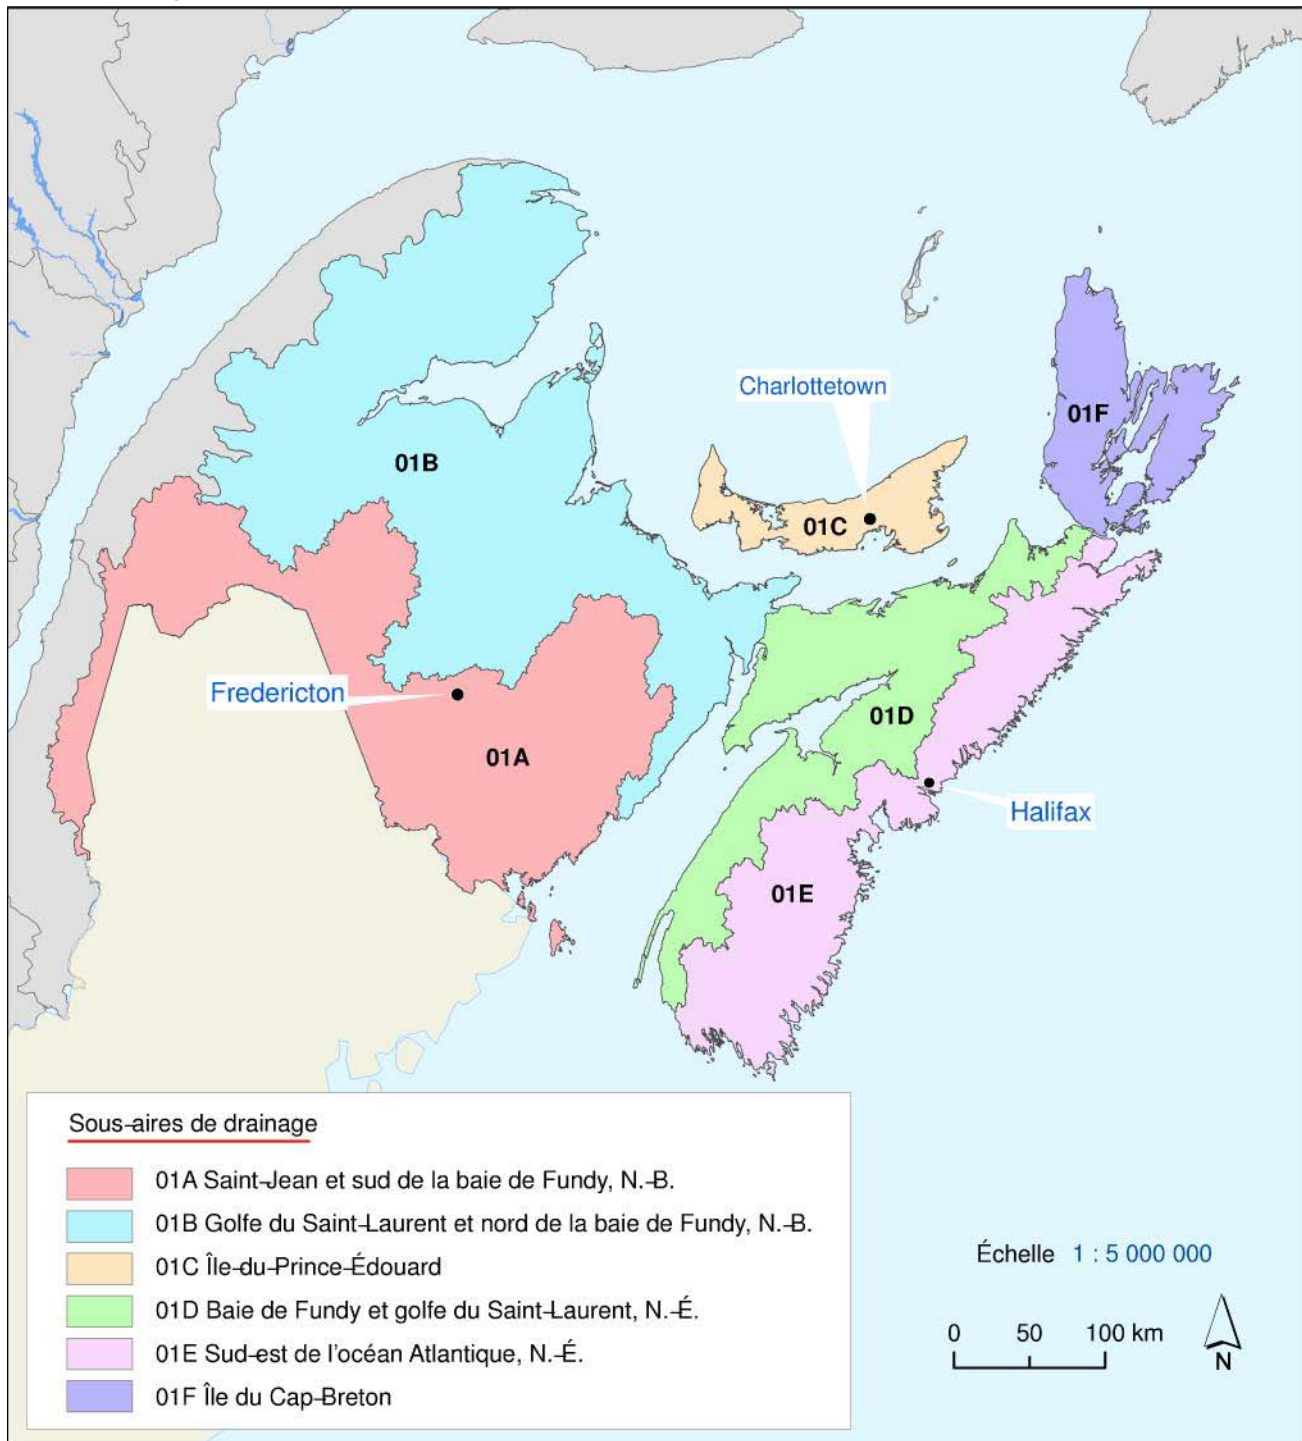 Charlottetown
01F
01B
01C
Fredericton
01D
01A
Halifax
01E
Sous-aires de drainage
01A Saint-Jean et sud de la baie de Fundy, N.-B.
01B Golfe du Saint-Laurent et nord de la baie de Fundy, N.-B.
01C Île-du-Prince-Édouard
01D Baie de Fundy et golfe du Saint-Laurent, N.-É.
01E Sud-est de l'océan Atlantique, N.-É.
01F Île du Cap-Breton
Échelle 1 : 5 000 000
0 50 100 km
N